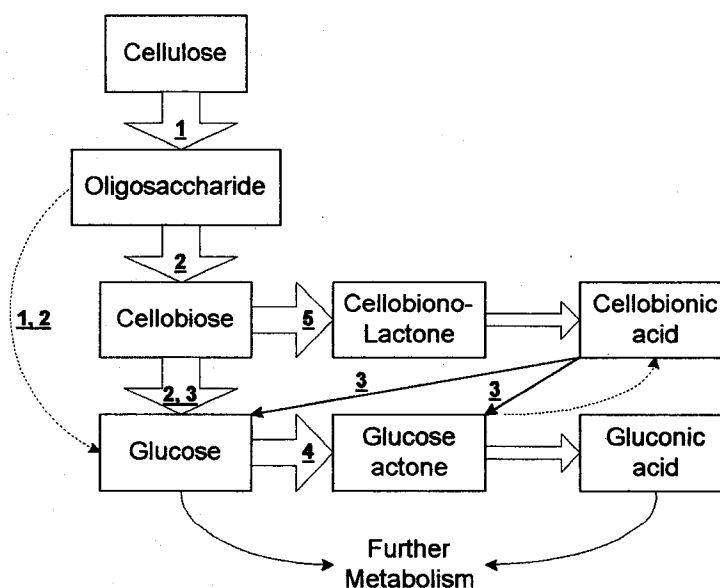 Cellulose
1
Oligosaccharide
2
1, 2
Cellobiose
5
Cellobiono-
Lactone
Cellobionic
acid
2, 3
3
3
Glucose
4
Glucose
actone
Gluconic
acid
Further
Metabolism